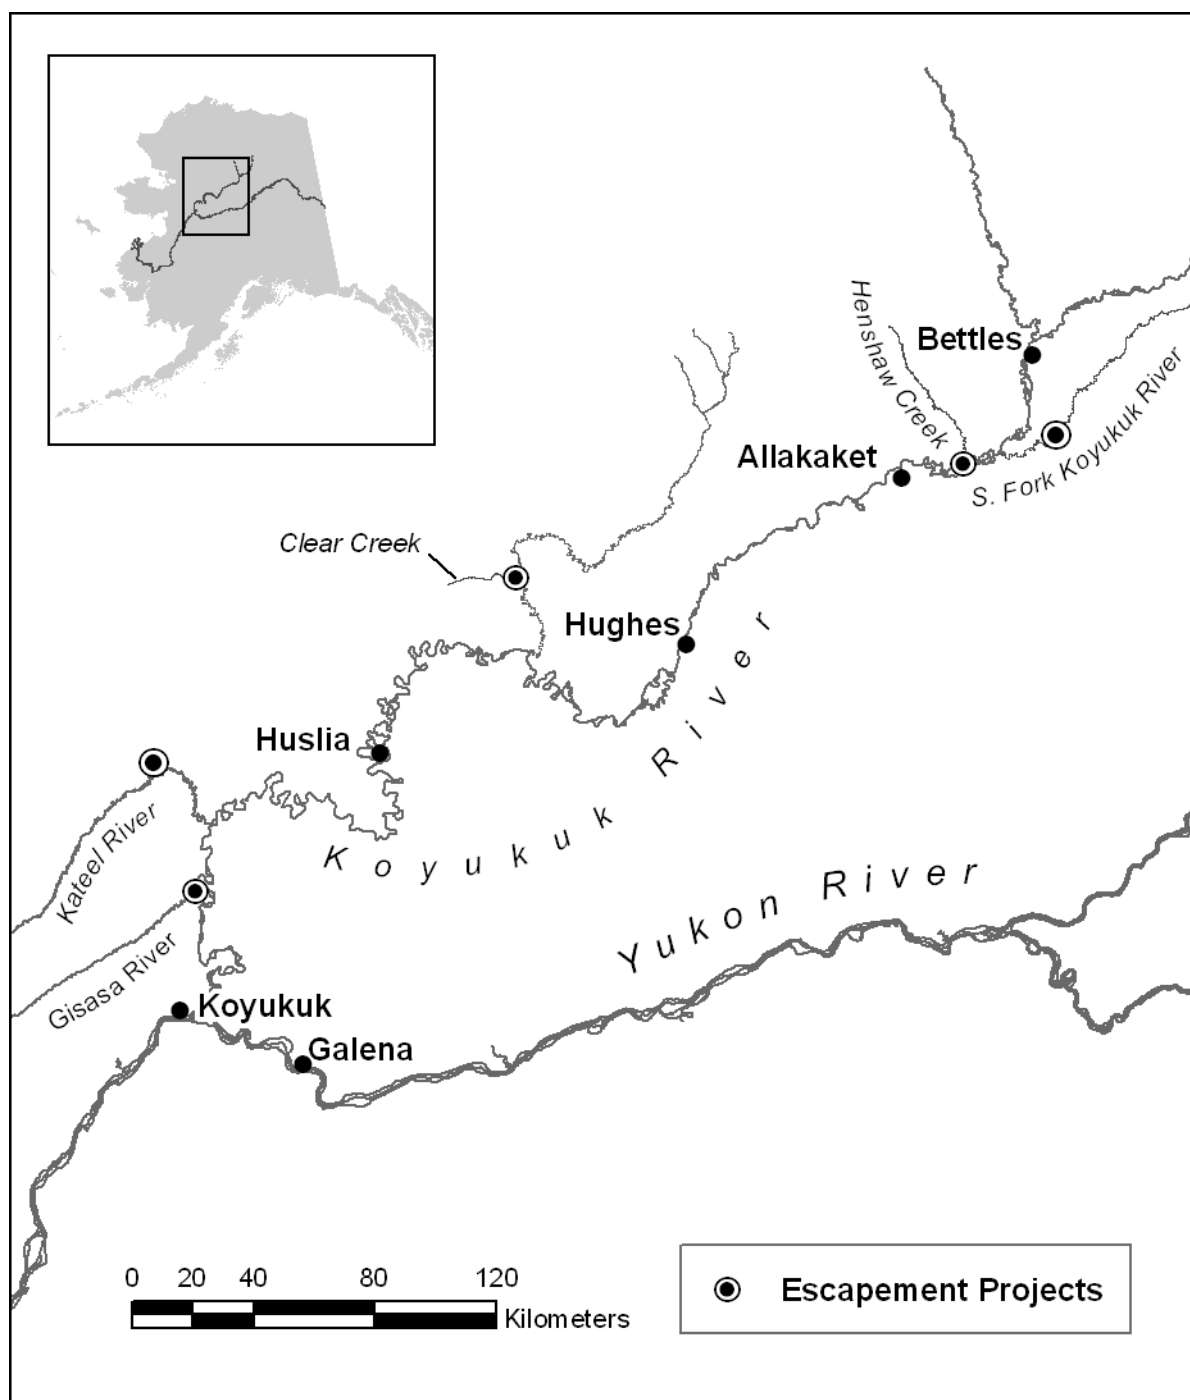 Henshaw Creek
Bettles
Allakaket
S. Fork Koyukuk River
Clear Creek
Hughes
Huslia
Koyukuk River
Kateel River
Yukon River
Gisasa River
Koyukuk
Galena
0 20 40 80 120
Kilometers
Escapement Projects